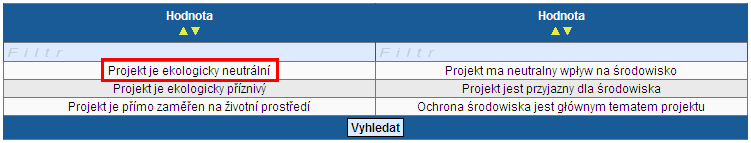 Hodnota Hodnota
Filtr Filtr
Projekt je ekologicky neutrální Projekt ma neutralny wpływ na środowisko
Projekt je ekologicky příznivý Projekt jest przyjazny dla środowiska
Projekt je přímo zaměřen na životní prostředí Ochrona środowiska jest głównym tematem projektu
Vyhledat